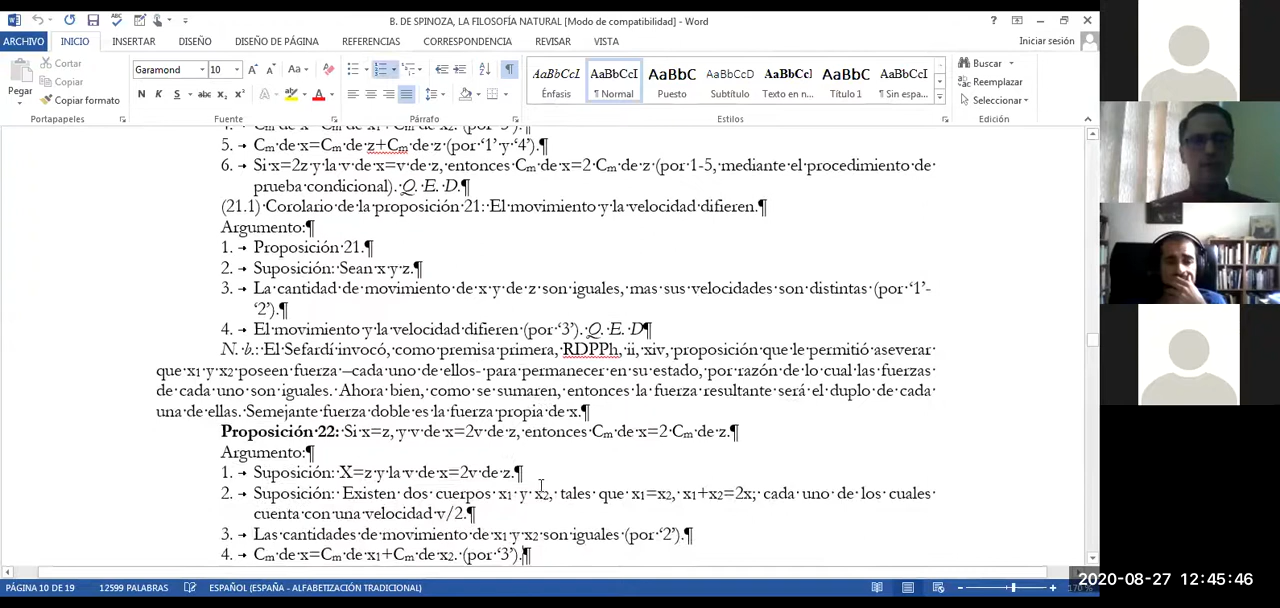 B. DE SPINOZA, LA FILOSOFÍA NATURAL [Modo de compatibilidad] - Word
ARCHIVO INICIO INSERTAR DISEÑO DISEÑO DE PÁGINA REFERENCIAS CORRESPONDENCIA REVISAR VISTA Iniciar sesión
Cortar
Copiar
Copiar formato
Pegar
Portapapeles
Garamond 10
Fuente
Párrafo
AaBbCcI AaBbCcI AaBbC AaBbCcI AaBbCcl AaBbC AaBbCcI
Énfasis ¶ Normal Puesto Subtítulo Texto en n... Título 1 ¶ Sin espa...
Estilos
Buscar
Reemplazar
Seleccionar
Edición
5. Cm de x=Cm de z+Cm de z (por '1' y '4').¶
6. Si x=2z y la v de x=v de z, entonces Cm de x=2 Cm de z (por 1-5, mediante el procedimiento de
prueba condicional). Q. E. D.¶
(21.1) Corolario de la proposición 21: El movimiento y la velocidad difieren.¶
Argumento:¶
1. Proposición 21.¶
2. Suposición: Sean x y z.¶
3. La cantidad de movimiento de x y de z son iguales, mas sus velocidades son distintas (por '1'-
'2').¶
4. El movimiento y la velocidad difieren (por '3'). Q. E. D¶
N. b.: El Sefardí invocó, como premisa primera, RDPPh, ii, xiv, proposición que le permitió aseverar
que x1 y x2 poseen fuerza –cada uno de ellos- para permanecer en su estado, por razón de lo cual las fuerzas
de cada uno son iguales. Ahora bien, como se sumaren, entonces la fuerza resultante será el duplo de cada
una de ellas. Semejante fuerza doble es la fuerza propia de x.¶
Proposición 22: Si x=z, y v de x=2v de z, entonces Cm de x=2 Cm de z.¶
Argumento:¶
1. Suposición: X=z y la v de x=2v de z.¶
2. Suposición: Existen dos cuerpos x1 y x2, tales que x1=x2, x1+x2=2x; cada uno de los cuales
cuenta con una velocidad v/2.¶
3. Las cantidades de movimiento de x1 y x2 son iguales (por '2').¶
4. Cm de x=Cm de x1+Cm de x2. (por '3').¶
PÁGINA 10 DE 19 12599 PALABRAS ESPAÑOL (ESPAÑA - ALFABETIZACIÓN TRADICIONAL) 170 %
2020-08-27 12:45:46